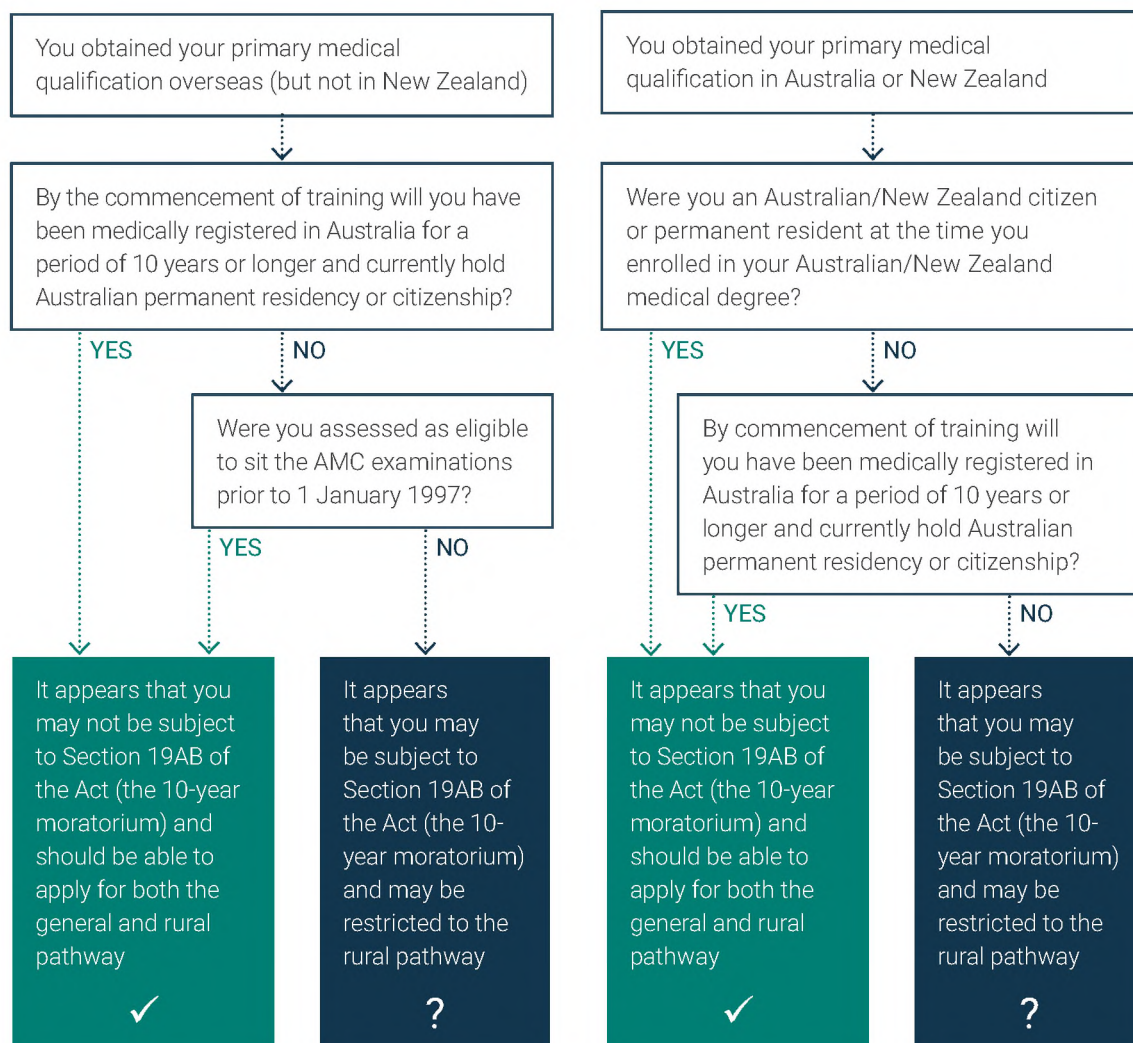 You obtained your primary medical
qualification overseas (but not in New Zealand)
By the commencement of training will you have
been medically registered in Australia for a
period of 10 years or longer and currently hold
Australian permanent residency or citizenship?
YES
NO
Were you assessed as eligible
to sit the AMC examinations
prior to 1 January 1997?
YES
NO
It appears that you
may not be subject
to Section 19AB of
the Act (the 10-year
moratorium) and
should be able to
apply for both the
general and rural
pathway
✓
It appears
that you may
be subject to
Section 19AB of
the Act (the 10-
year moratorium)
and may be
restricted to the
rural pathway
?
You obtained your primary medical
qualification in Australia or New Zealand
Were you an Australian/New Zealand citizen
or permanent resident at the time you
enrolled in your Australian/New Zealand
medical degree?
YES
NO
By commencement of training will
you have been medically registered in
Australia for a period of 10 years or
longer and currently hold Australian
permanent residency or citizenship?
YES
NO
It appears that you
may not be subject
to Section 19AB of
the Act (the 10-year
moratorium) and
should be able to
apply for both the
general and rural
pathway
✓
It appears
that you may
be subject to
Section 19AB of
the Act (the 10-
year moratorium)
and may be
restricted to the
rural pathway
?